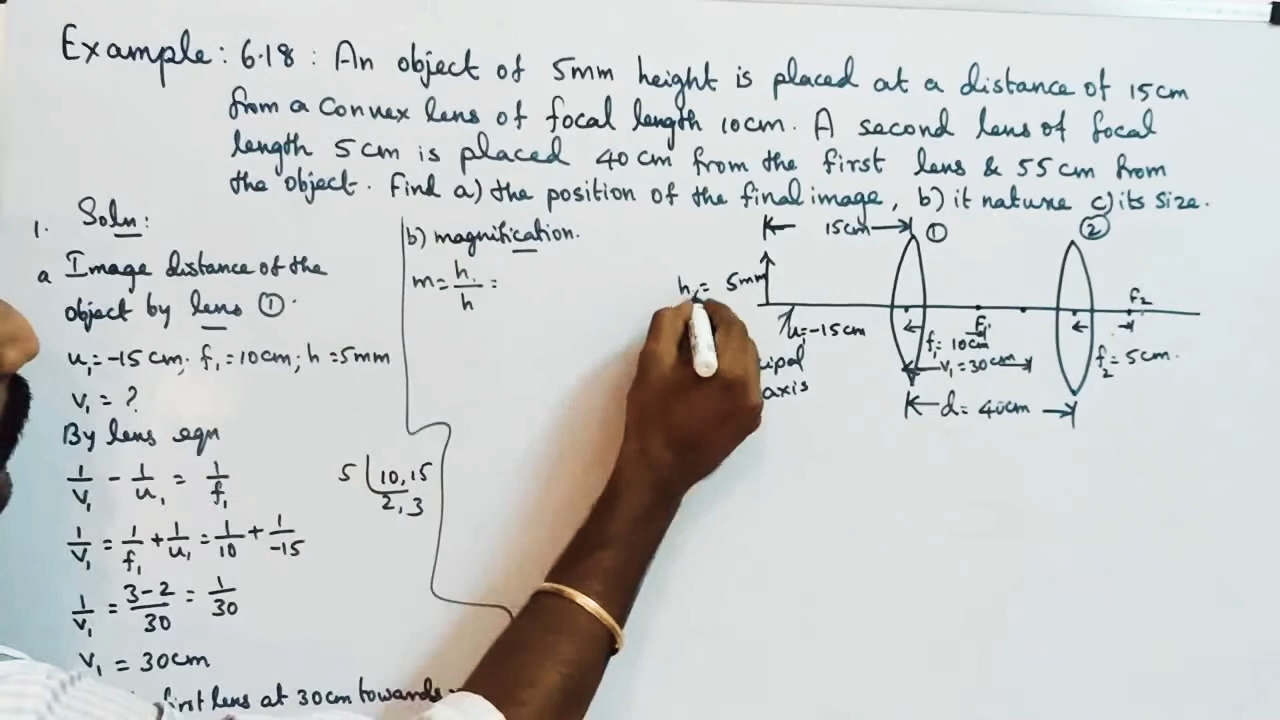 Example: 6.18: An object of 5mm height is placed at a distance of 15cm
from a convex lens of focal length 10cm. A second lens of focal
length 5cm is placed 40cm from the first lens & 55cm from
the object. Find a) the position of the final image, b) it nature c) its size.
1. Soln:
a Image distance of the
object by lens ①.
u₁ = -15cm; f₁ = 10cm; h = 5mm
v₁ = ?
By lens eqn
1/v₁ - 1/u₁ = 1/f₁
1/v₁ = 1/f₁ + 1/u₁ = 1/10 + 1/-15
1/v₁ = 3-2/30 = 1/30
v₁ = 30cm
first lens at 30cm towards
5 | 10, 15
2, 3
b) magnification.
m = h₁/h =
15cm
①
②
h₁ = 5mm
u₁ = -15cm
axis
f₁
f₁ = 10cm
v₁ = 30cm
d = 40cm
f₂
f₂ = 5cm.